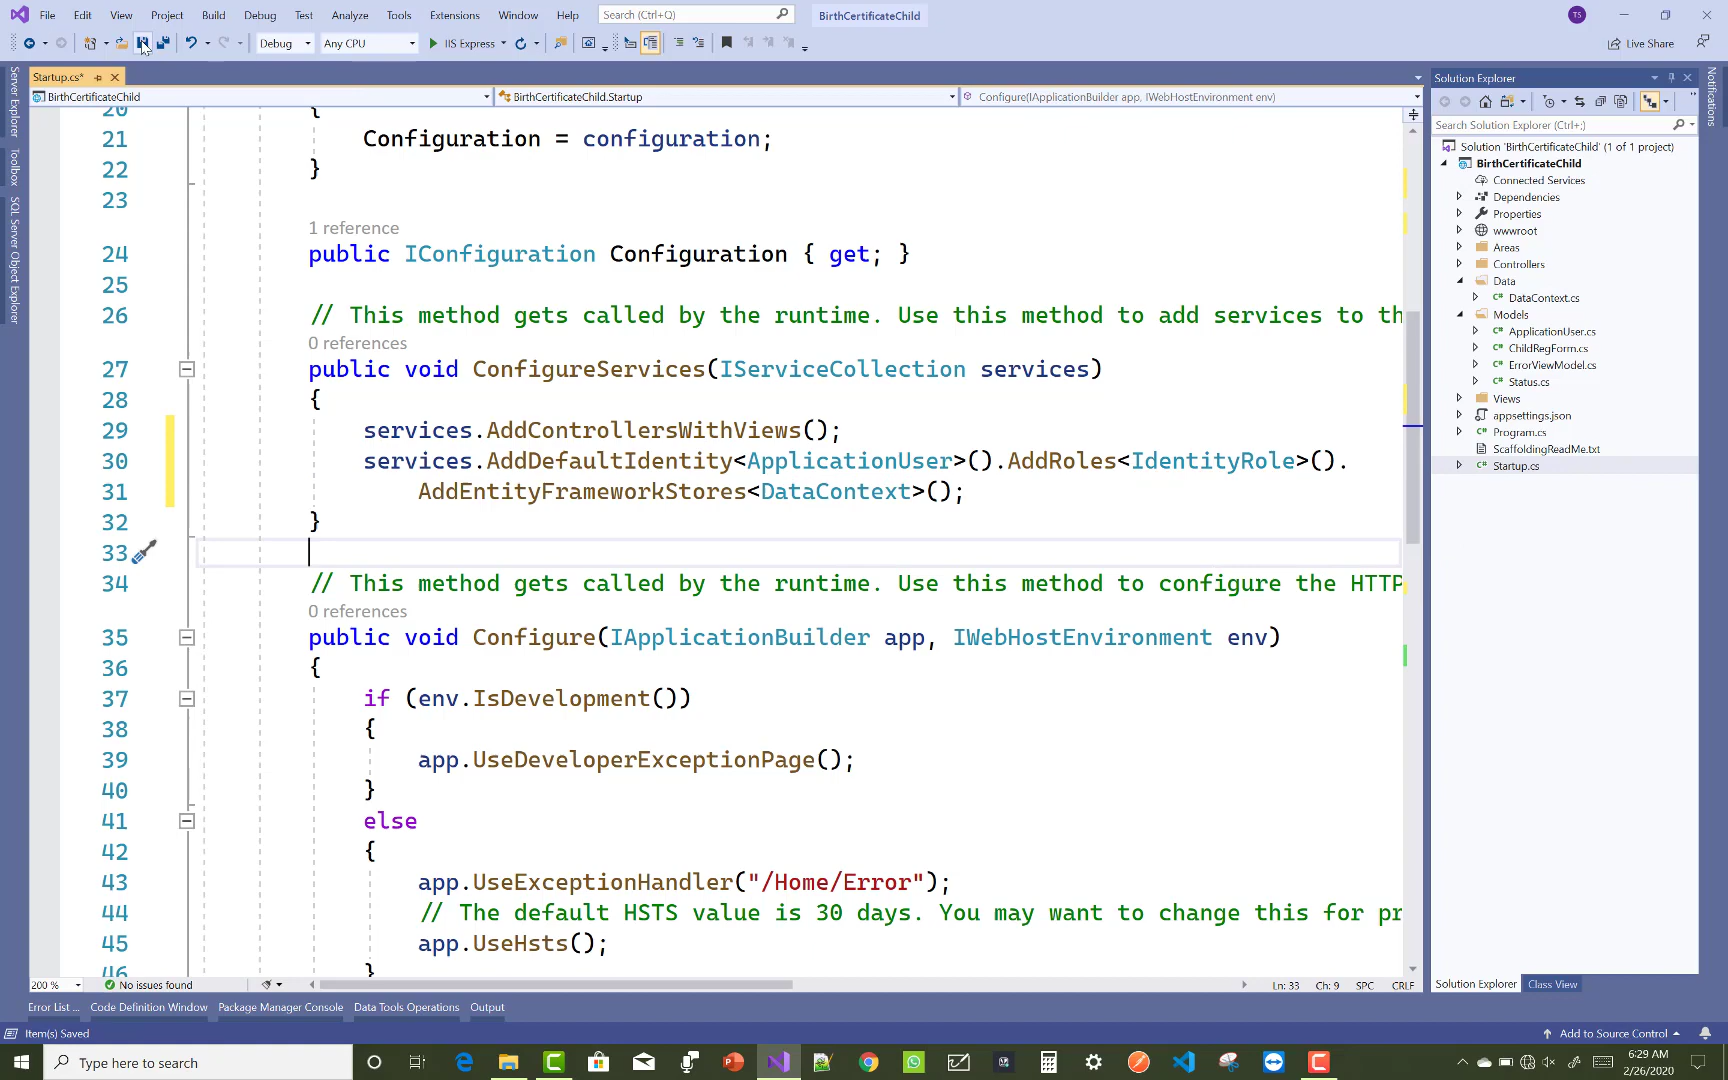 File Edit View Project Build Debug Test Analyze Tools Extensions Window Help Search (Ctrl+Q) BirthCertificateChild TS
Debug Any CPU IIS Express Live Share
Startup.cs* Solution Explorer
BirthCertificateChild BirthCertificateChild.Startup Configure(IApplicationBuilder app, IWebHostEnvironment env)
Server Explorer
Toolbox
SQL Server Object Explorer
Notifications
20 {
21 Configuration = configuration;
22 }
23
1 reference
24 public IConfiguration Configuration { get; }
25
26 // This method gets called by the runtime. Use this method to add services to th
0 references
27 public void ConfigureServices(IServiceCollection services)
28 {
29 services.AddControllersWithViews();
30 services.AddDefaultIdentity<ApplicationUser>().AddRoles<IdentityRole>().
31 AddEntityFrameworkStores<DataContext>();
32 }
33
34 // This method gets called by the runtime. Use this method to configure the HTTP
0 references
35 public void Configure(IApplicationBuilder app, IWebHostEnvironment env)
36 {
37 if (env.IsDevelopment())
38 {
39 app.UseDeveloperExceptionPage();
40 }
41 else
42 {
43 app.UseExceptionHandler("/Home/Error");
44 // The default HSTS value is 30 days. You may want to change this for pr
45 app.UseHsts();
46 }
Search Solution Explorer (Ctrl+;)
Solution 'BirthCertificateChild' (1 of 1 project)
BirthCertificateChild
Connected Services
Dependencies
Properties
wwwroot
Areas
Controllers
Data
C# DataContext.cs
Models
C# ApplicationUser.cs
C# ChildRegForm.cs
C# ErrorViewModel.cs
C# Status.cs
Views
appsettings.json
C# Program.cs
ScaffoldingReadMe.txt
C# Startup.cs
200 % No issues found Ln: 33 Ch: 9 SPC CRLF
Solution Explorer Class View
Error List ... Code Definition Window Package Manager Console Data Tools Operations Output
Item(s) Saved Add to Source Control
Type here to search
6:29 AM
2/26/2020